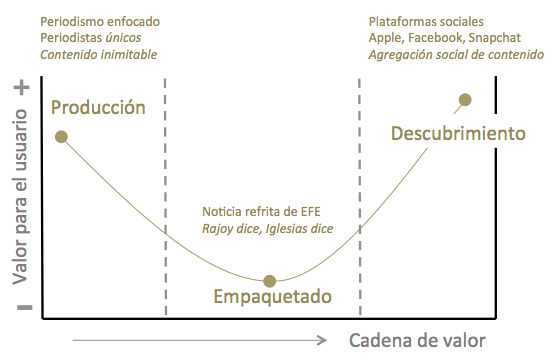 Periodismo enfocado
Periodistas únicos
Contenido inimitable
Plataformas sociales
Apple, Facebook, Snapchat
Agregación social de contenido
+
Producción
Descubrimiento
Valor para el usuario
Noticia refrita de EFE
Rajoy dice, Iglesias dice
Empaquetado
–
Cadena de valor